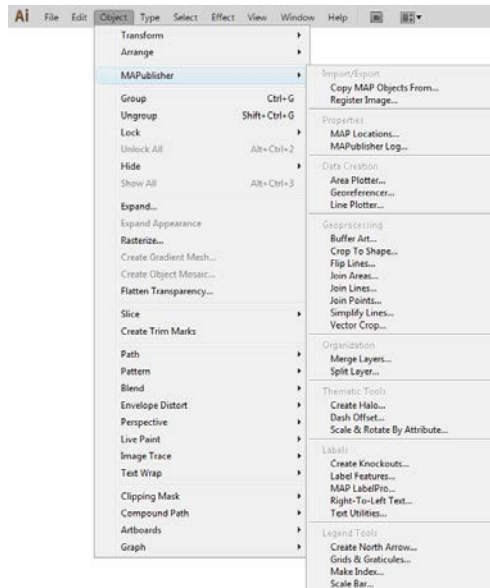 Ai File Edit Object Type Select Effect View Window Help
Transform
Arrange
MAPublisher
Group Ctrl+G
Ungroup Shift+Ctrl+G
Lock
Unlock All Alt+Ctrl+2
Hide
Show All Alt+Ctrl+3
Expand...
Expand Appearance
Rasterize...
Create Gradient Mesh...
Create Object Mosaic...
Flatten Transparency...
Slice
Create Trim Marks
Path
Pattern
Blend
Envelope Distort
Perspective
Live Paint
Image Trace
Text Wrap
Clipping Mask
Compound Path
Artboards
Graph
Import/Export
Copy MAP Objects From...
Register Image...
Properties
MAP Locations...
MAPublisher Log...
Data Creation
Area Plotter...
Georeferencer...
Line Plotter...
Geoprocessing
Buffer Art...
Crop To Shape...
Flip Lines...
Join Areas...
Join Lines...
Join Points...
Simplify Lines...
Vector Crop...
Organization
Merge Layers...
Split Layer...
Thematic Tools
Create Halo...
Dash Offset...
Scale & Rotate By Attribute...
Labels
Create Knockouts...
Label Features...
MAP LabelPro...
Right-To-Left Text...
Text Utilities...
Legend Tools
Create North Arrow...
Grids & Graticules...
Make Index...
Scale Bar...